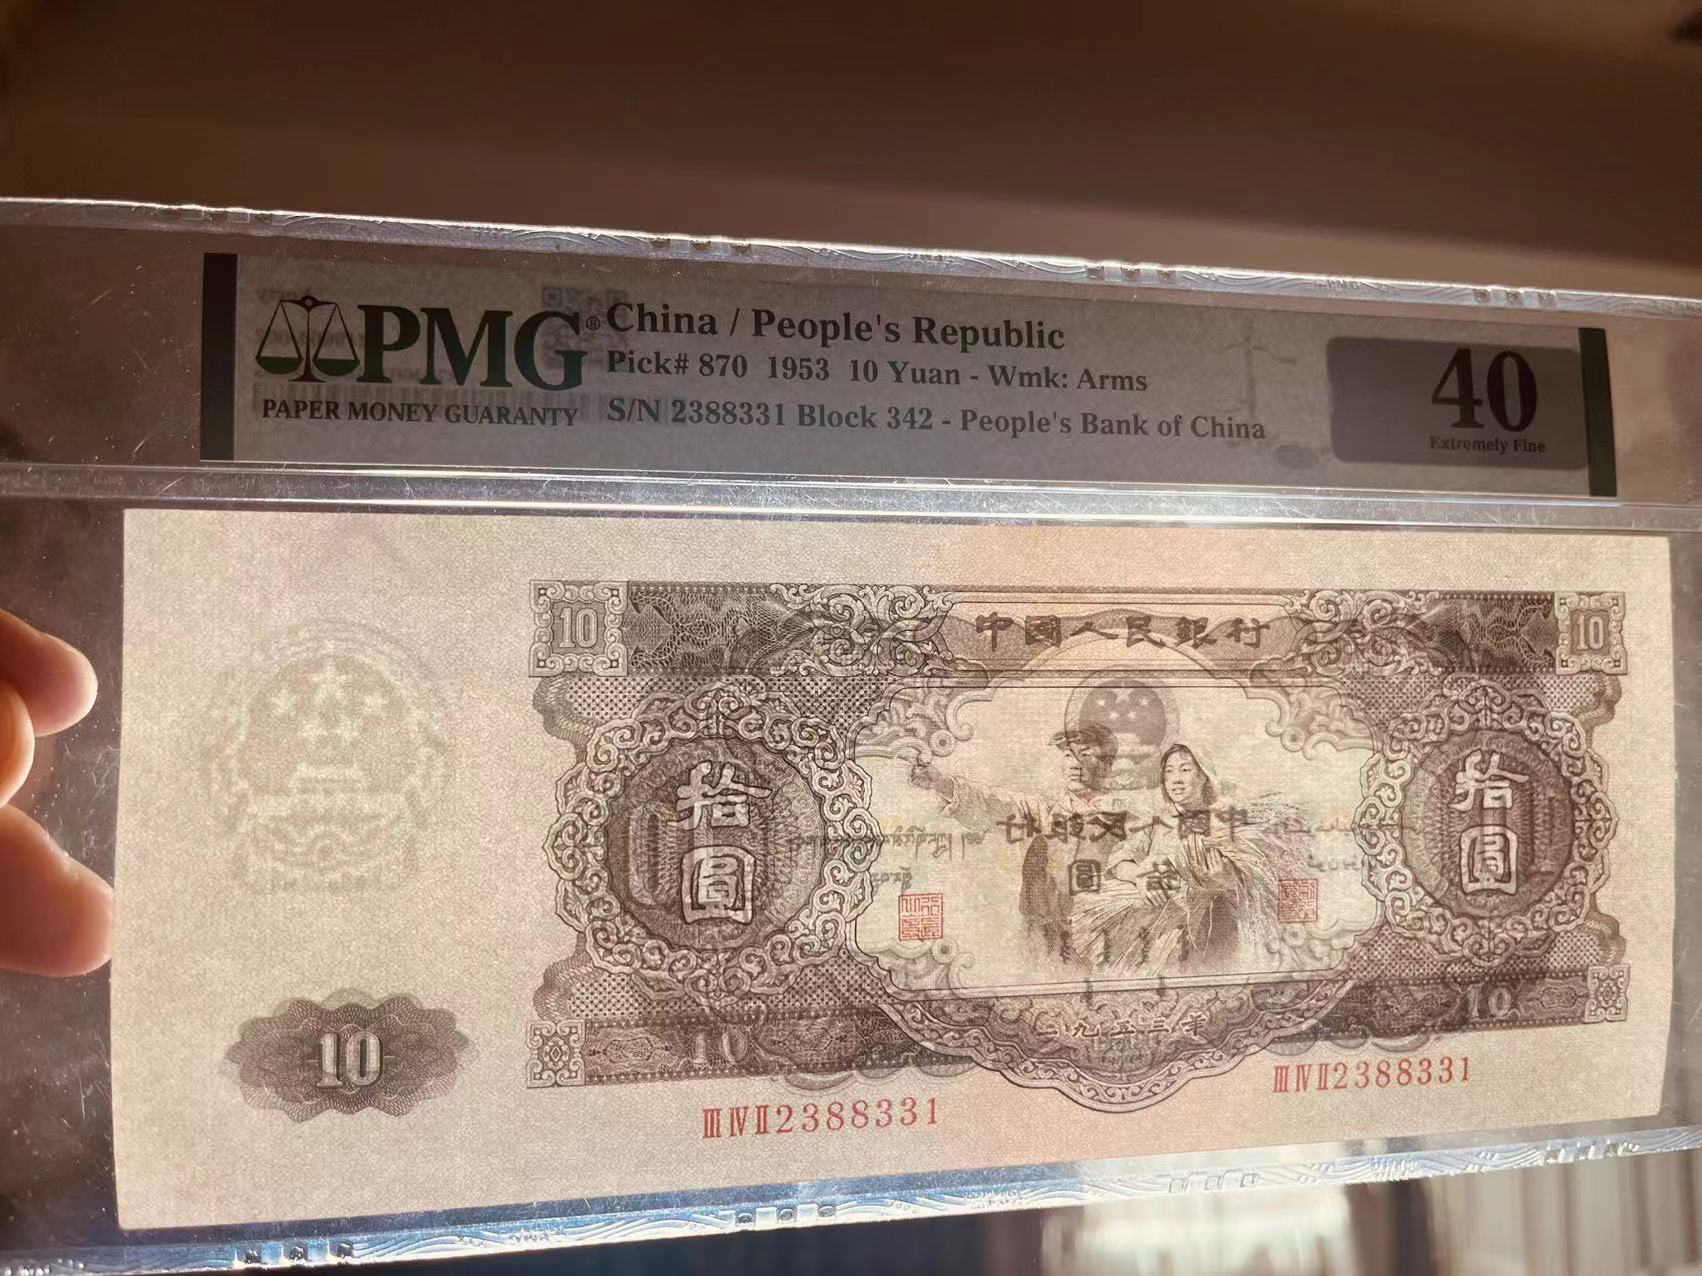 PMG®
PAPER MONEY GUARANTY
China / People's Republic
Pick# 870 1953 10 Yuan - Wmk: Arms
S/N 2388331 Block 342 - People's Bank of China
40
Extremely Fine
10
中國人民銀行
10
拾圓
拾圓
10
10
10
一九五三年
ⅢⅣⅡ2388331
ⅢⅣⅡ2388331